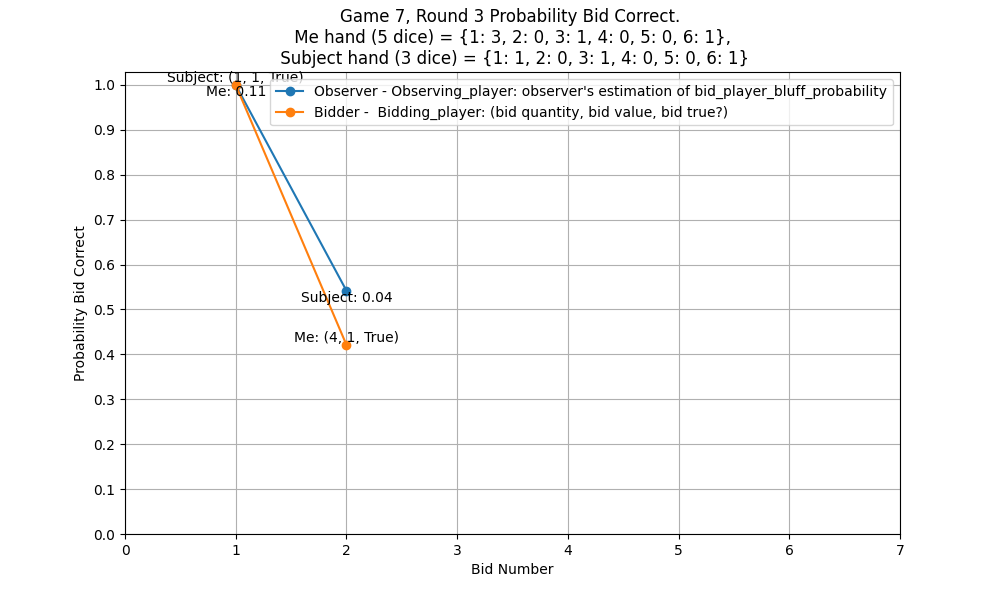 Game 7, Round 3 Probability Bid Correct.
Me hand (5 dice) = {1: 3, 2: 0, 3: 1, 4: 0, 5: 0, 6: 1},
Subject hand (3 dice) = {1: 1, 2: 0, 3: 1, 4: 0, 5: 0, 6: 1}
Subject: (1, 1, True)
Me: 0.11
Observer - Observing_player: observer's estimation of bid_player_bluff_probability
Bidder -  Bidding_player: (bid quantity, bid value, bid true?)
Subject: 0.04
Me: (4, 1, True)
Probability Bid Correct
1.0
0.9
0.8
0.7
0.6
0.5
0.4
0.3
0.2
0.1
0.0
0 1 2 3 4 5 6 7
Bid Number